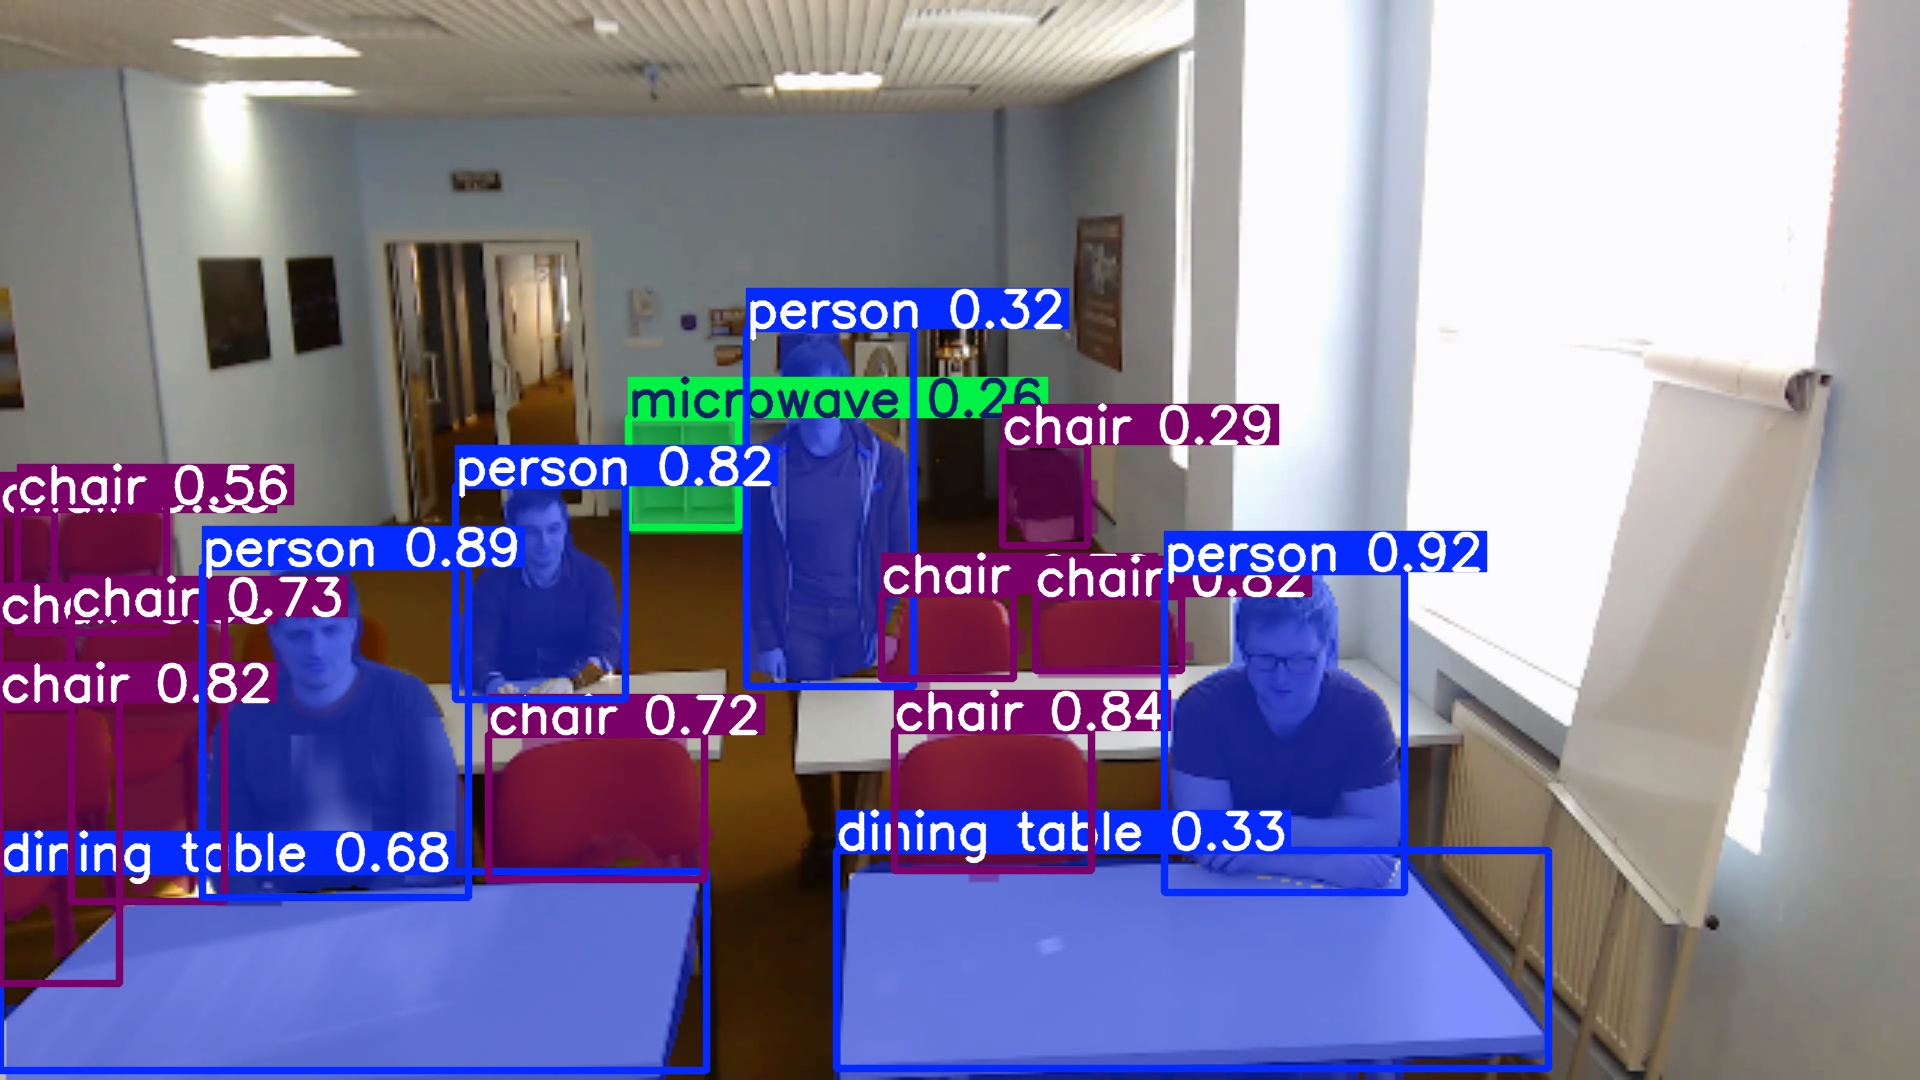 person 0.32
microwave 0.26
chair 0.29
person 0.82
chair 0.56
person 0.89
person 0.92
chair
chair 0.82
chair 0.73
chair 0.82
chair 0.72
chair 0.84
dining table 0.33
dining table 0.68